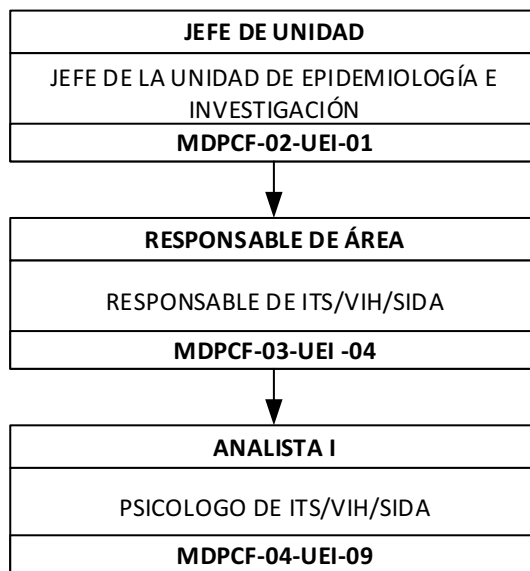 JEFE DE UNIDAD
JEFE DE LA UNIDAD DE EPIDEMIOLOGÍA E
INVESTIGACIÓN
MDPCF-02-UEI-01
RESPONSABLE DE ÁREA
RESPONSABLE DE ITS/VIH/SIDA
MDPCF-03-UEI -04
ANALISTA I
PSICOLOGO DE ITS/VIH/SIDA
MDPCF-04-UEI-09